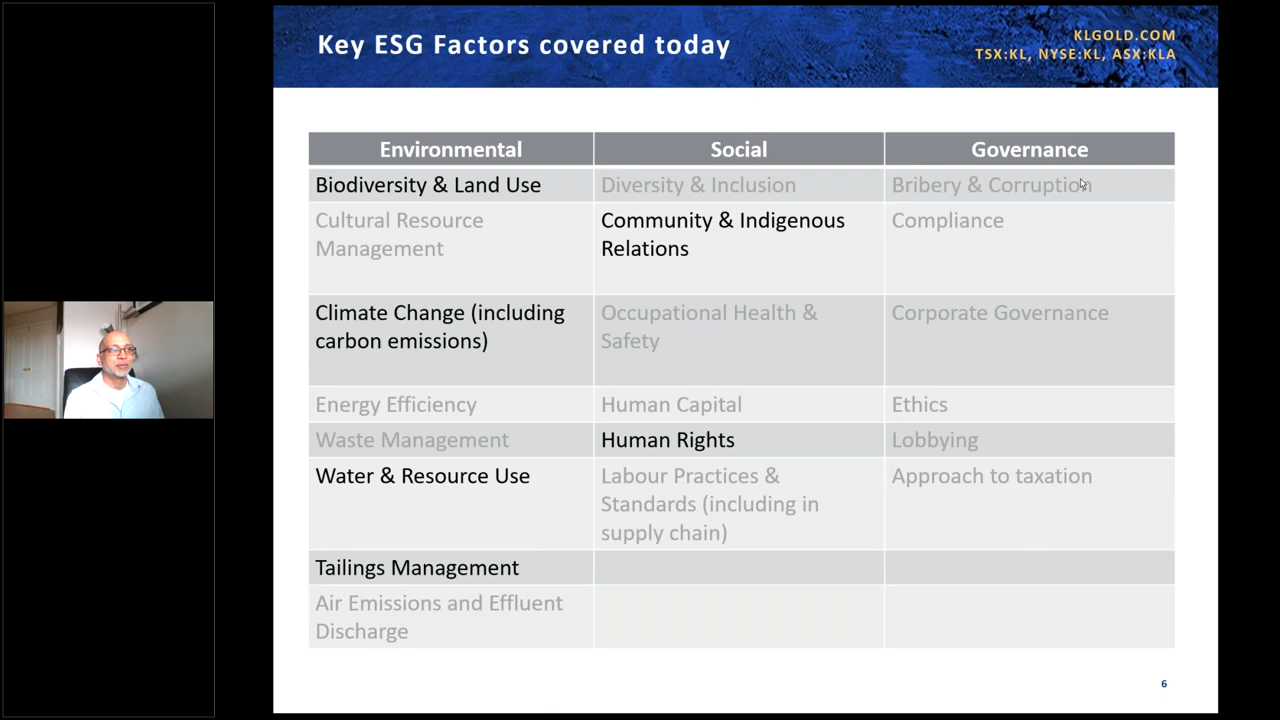 Key ESG Factors covered today
KLGOLD.COM
TSX:KL, NYSE:KL, ASX:KLA
Environmental
Social
Governance
Biodiversity & Land Use
Diversity & Inclusion
Bribery & Corruption
Cultural Resource
Management
Community & Indigenous
Relations
Compliance
Climate Change (including
carbon emissions)
Occupational Health &
Safety
Corporate Governance
Energy Efficiency
Human Capital
Ethics
Waste Management
Human Rights
Lobbying
Water & Resource Use
Labour Practices &
Standards (including in
supply chain)
Approach to taxation
Tailings Management
Air Emissions and Effluent
Discharge
6